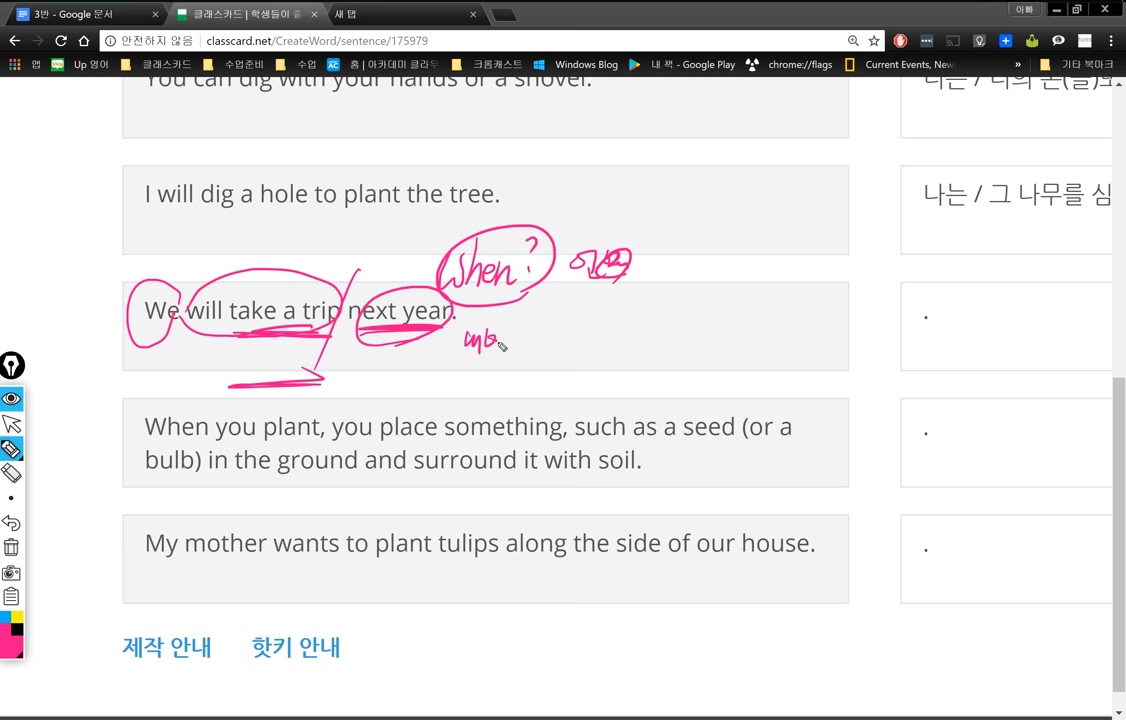 3반 - Google 문서
클래스카드 | 학생들이 좋
새 탭
아빠
안전하지 않음 classcard.net/CreateWord/sentence/175979
앱 Up 영어 클래스카드 수업준비 수업 홈 | 아카데미 클라우 크롬캐스트 Windows Blog 내 책 - Google Play chrome://flags Current Events, New » 기타 북마크
You can dig with your hands or a shovel.
나는 / 너의 손(들)로
I will dig a hole to plant the tree.
나는 / 그 나무를 심
When?
We will take a trip next year.
.
When you plant, you place something, such as a seed (or a
bulb) in the ground and surround it with soil.
.
My mother wants to plant tulips along the side of our house.
.
제작 안내 핫키 안내